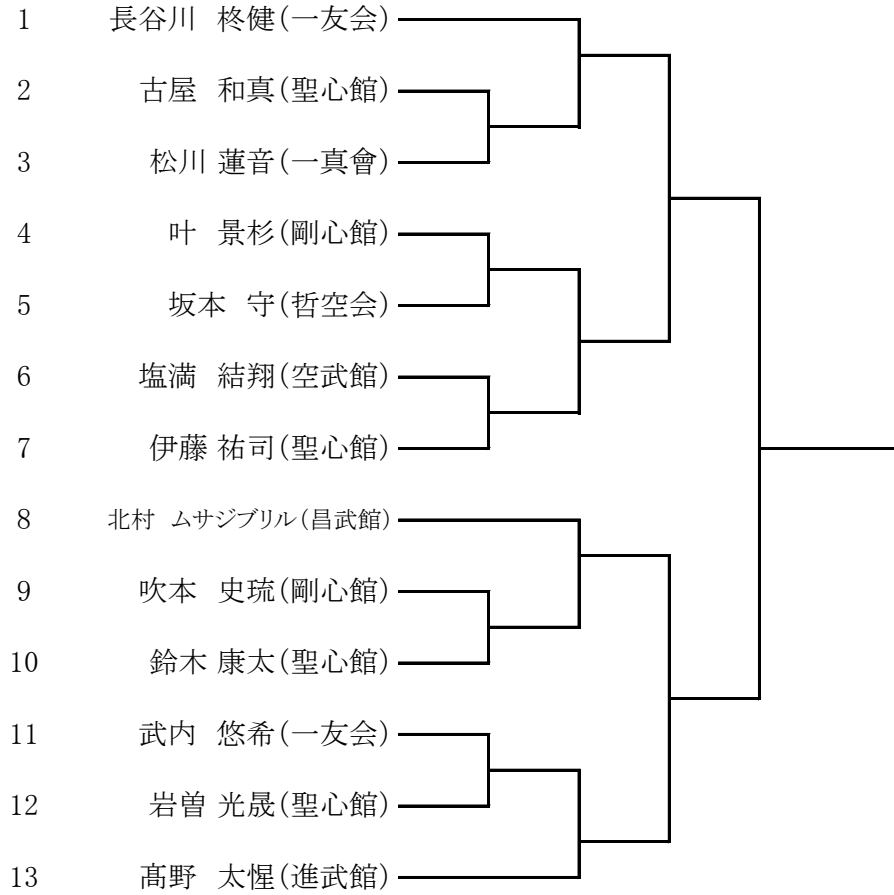 1 長谷川 柊健(一友会)
2 古屋 和真(聖心館)
3 松川 蓮音(一真會)
4 叶 景杉(剛心館)
5 坂本 守(哲空会)
6 塩満 結翔(空武館)
7 伊藤 祐司(聖心館)
8 北村 ムサジブリル(昌武館)
9 吹本 史琉(剛心館)
10 鈴木 康太(聖心館)
11 武内 悠希(一友会)
12 岩曽 光晟(聖心館)
13 髙野 太惺(進武館)